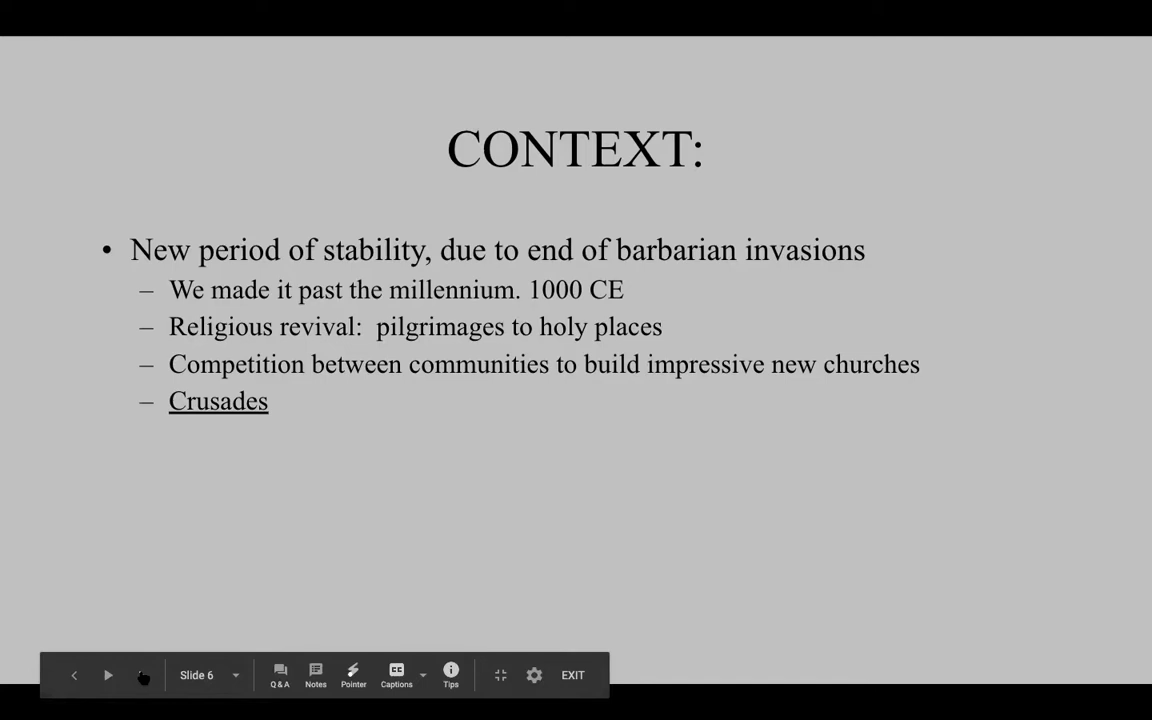 CONTEXT:
• New period of stability, due to end of barbarian invasions
– We made it past the millennium. 1000 CE
– Religious revival:  pilgrimages to holy places
– Competition between communities to build impressive new churches
– Crusades
Slide 6
Q & A
Notes
Pointer
CC
Captions
Tips
EXIT